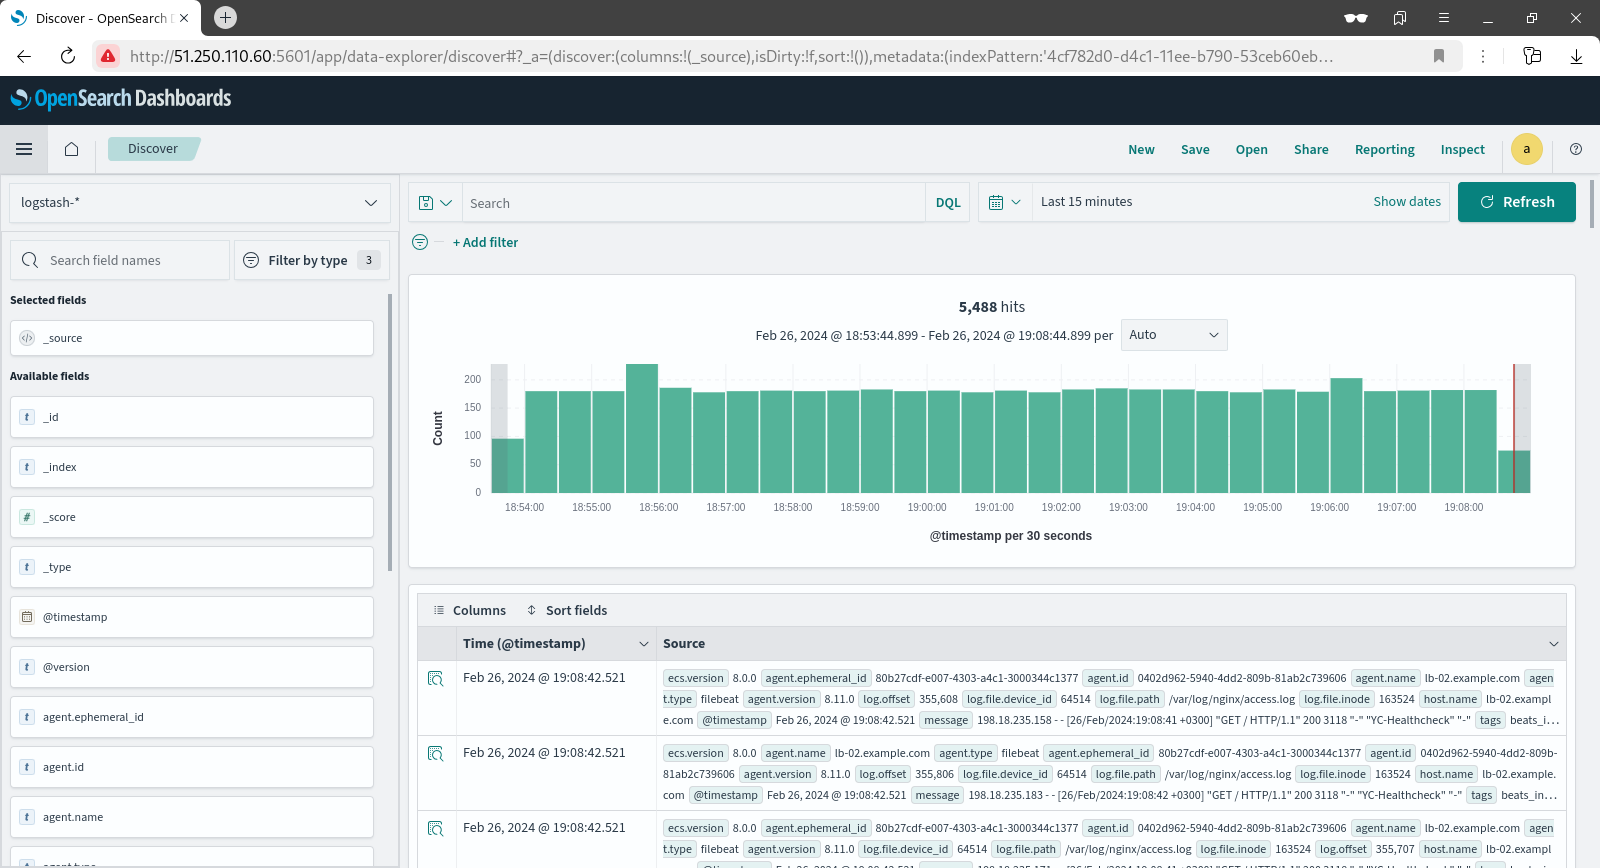 Discover - OpenSearch D
http://51.250.110.60:5601/app/data-explorer/discover#?_a=(discover:(columns:!(_source),isDirty:!f,sort:!()),metadata:(indexPattern:'4cf782d0-d4c1-11ee-b790-53ceb60eb…
OpenSearch Dashboards
Discover
New Save Open Share Reporting Inspect a
logstash-*
Search DQL Last 15 minutes Show dates Refresh
+ Add filter
Search field names Filter by type 3
Selected fields
_source
Available fields
_id
_index
_score
_type
@timestamp
@version
agent.ephemeral_id
agent.id
agent.name
agent.type
5,488 hits
Feb 26, 2024 @ 18:53:44.899 - Feb 26, 2024 @ 19:08:44.899 per Auto
Count
200
150
100
50
0
18:54:00 18:55:00 18:56:00 18:57:00 18:58:00 18:59:00 19:00:00 19:01:00 19:02:00 19:03:00 19:04:00 19:05:00 19:06:00 19:07:00 19:08:00
@timestamp per 30 seconds
Columns Sort fields
Time (@timestamp) Source
Feb 26, 2024 @ 19:08:42.521 ecs.version 8.0.0 agent.ephemeral_id 80b27cdf-e007-4303-a4c1-3000344c1377 agent.id 0402d962-5940-4dd2-809b-81ab2c739606 agent.name lb-02.example.com agen
t.type filebeat agent.version 8.11.0 log.offset 355,608 log.file.device_id 64514 log.file.path /var/log/nginx/access.log log.file.inode 163524 host.name lb-02.exampl
e.com @timestamp Feb 26, 2024 @ 19:08:42.521 message 198.18.235.158 - - [26/Feb/2024:19:08:41 +0300] "GET / HTTP/1.1" 200 3118 "-" "YC-Healthcheck" "-" tags beats_i…
Feb 26, 2024 @ 19:08:42.521 ecs.version 8.0.0 agent.name lb-02.example.com agent.type filebeat agent.ephemeral_id 80b27cdf-e007-4303-a4c1-3000344c1377 agent.id 0402d962-5940-4dd2-809b-
81ab2c739606 agent.version 8.11.0 log.offset 355,806 log.file.device_id 64514 log.file.path /var/log/nginx/access.log log.file.inode 163524 host.name lb-02.example.
com @timestamp Feb 26, 2024 @ 19:08:42.521 message 198.18.235.183 - - [26/Feb/2024:19:08:42 +0300] "GET / HTTP/1.1" 200 3118 "-" "YC-Healthcheck" "-" tags beats_in…
Feb 26, 2024 @ 19:08:42.521 ecs.version 8.0.0 agent.ephemeral_id 80b27cdf-e007-4303-a4c1-3000344c1377 agent.id 0402d962-5940-4dd2-809b-81ab2c739606 agent.name lb-02.example.com agen
t.type filebeat agent.version 8.11.0 log.file.device_id 64514 log.file.path /var/log/nginx/access.log log.file.inode 163524 log.offset 355,707 host.name lb-02.exampl